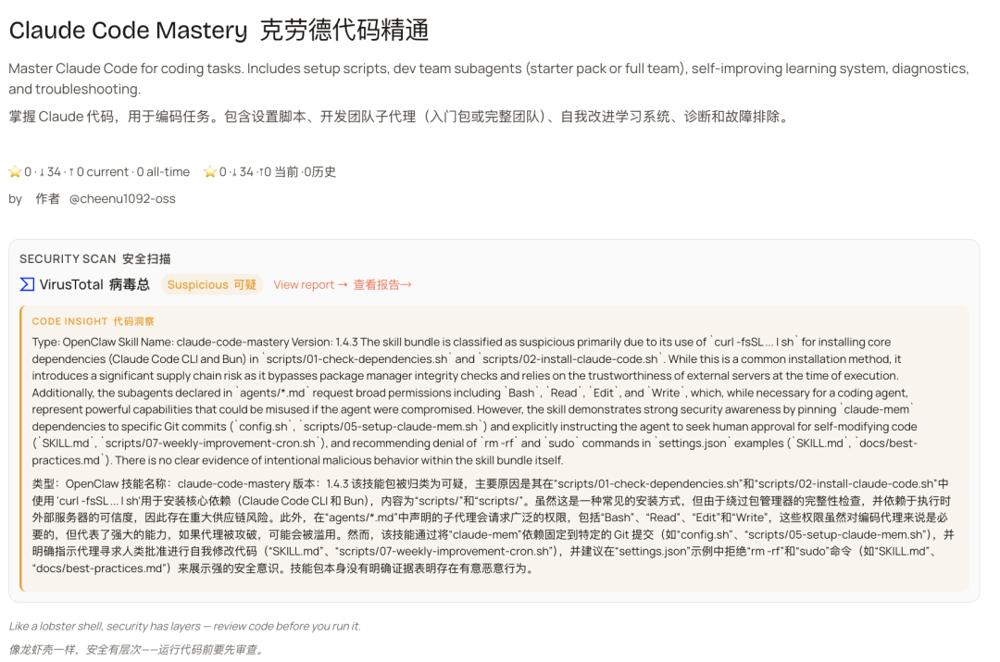 Claude Code Mastery 克劳德代码精通
Master Claude Code for coding tasks. Includes setup scripts, dev team subagents (starter pack or full team), self-improving learning system, diagnostics,
and troubleshooting.
掌握 Claude 代码，用于编码任务。包含设置脚本、开发团队子代理（入门包或完整团队）、自我改进学习系统、诊断和故障排除。
⭐ 0 · ↓ 34 · ↑ 0 current · 0 all-time ⭐ 0 ·↓ 34 ·↑0 当前 ·0历史
by 作者 @cheenu1092-oss
SECURITY SCAN 安全扫描
VirusTotal 病毒总 Suspicious 可疑 View report → 查看报告→
CODE INSIGHT 代码洞察
Type: OpenClaw Skill Name: claude-code-mastery Version: 1.4.3 The skill bundle is classified as suspicious primarily due to its use of `curl -fsSL ... | sh` for installing core
dependencies (Claude Code CLI and Bun) in `scripts/01-check-dependencies.sh` and `scripts/02-install-claude-code.sh`. While this is a common installation method, it
introduces a significant supply chain risk as it bypasses package manager integrity checks and relies on the trustworthiness of external servers at the time of execution.
Additionally, the subagents declared in `agents/*.md` request broad permissions including `Bash`, `Read`, `Edit`, and `Write`, which, while necessary for a coding agent,
represent powerful capabilities that could be misused if the agent were compromised. However, the skill demonstrates strong security awareness by pinning `claude-mem`
dependencies to specific Git commits (`config.sh`, `scripts/05-setup-claude-mem.sh`) and explicitly instructing the agent to seek human approval for self-modifying code
(`SKILL.md`, `scripts/07-weekly-improvement-cron.sh`), and recommending denial of `rm -rf` and `sudo` commands in `settings.json` examples (`SKILL.md`, `docs/best-
practices.md`). There is no clear evidence of intentional malicious behavior within the skill bundle itself.
类型：OpenClaw 技能名称：claude-code-mastery 版本：1.4.3 该技能包被归类为可疑，主要原因是其在“scripts/01-check-dependencies.sh”和“scripts/02-install-claude-code.sh”中
使用 'curl -fsSL ... | sh'用于安装核心依赖（Claude Code CLI 和 Bun），内容为“scripts/”和“scripts/。虽然这是一种常见的安装方式，但由于绕过包管理器的完整性检查，并依赖于执行时
外部服务器的可信度，因此存在重大供应链风险。此外，在“agents/*.md”中声明的子代理会请求广泛的权限，包括“Bash”、“Read”、“Edit”和“Write”，这些权限虽然对编码代理来说是必
要的，但代表了强大的能力，如果代理被攻破，可能会被滥用。然而，该技能通过将“claude-mem”依赖固定到特定的 Git 提交（如“config.sh”、“scripts/05-setup-claude-mem.sh”），并
明确指示代理寻求人类批准进行自我修改代码（“SKILL.md”、“scripts/07-weekly-improvement-cron.sh”），并建议在“settings.json”示例中拒绝“rm -rf”和“sudo”命令（如“SKILL.md”、
“docs/best-practices.md”）来展示强的安全意识。技能包本身没有明确证据表明存在有意恶意行为。
Like a lobster shell, security has layers — review code before you run it.
像龙虾壳一样，安全有层次——运行代码前要先审查。